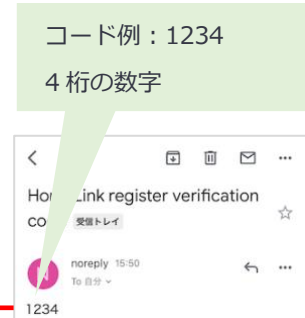 コード例：1234
4桁の数字
Link register verification
受信トレイ
noreply 15:50
To 自分
1234